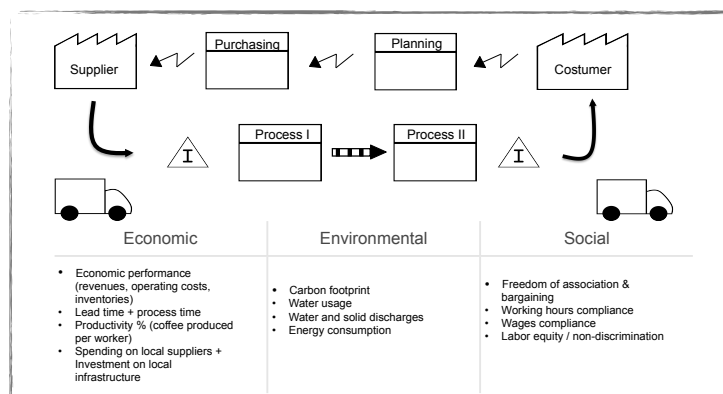 Supplier
Purchasing
Planning
Costumer
I
Process I
Process II
I
Economic
Environmental
Social
• Economic performance
(revenues, operating costs,
inventories)
• Lead time + process time
• Productivity % (coffee produced
per worker)
• Spending on local suppliers +
Investment on local
infrastructure
• Carbon footprint
• Water usage
• Water and solid discharges
• Energy consumption
• Freedom of association &
bargaining
• Working hours compliance
• Wages compliance
• Labor equity / non-discrimination